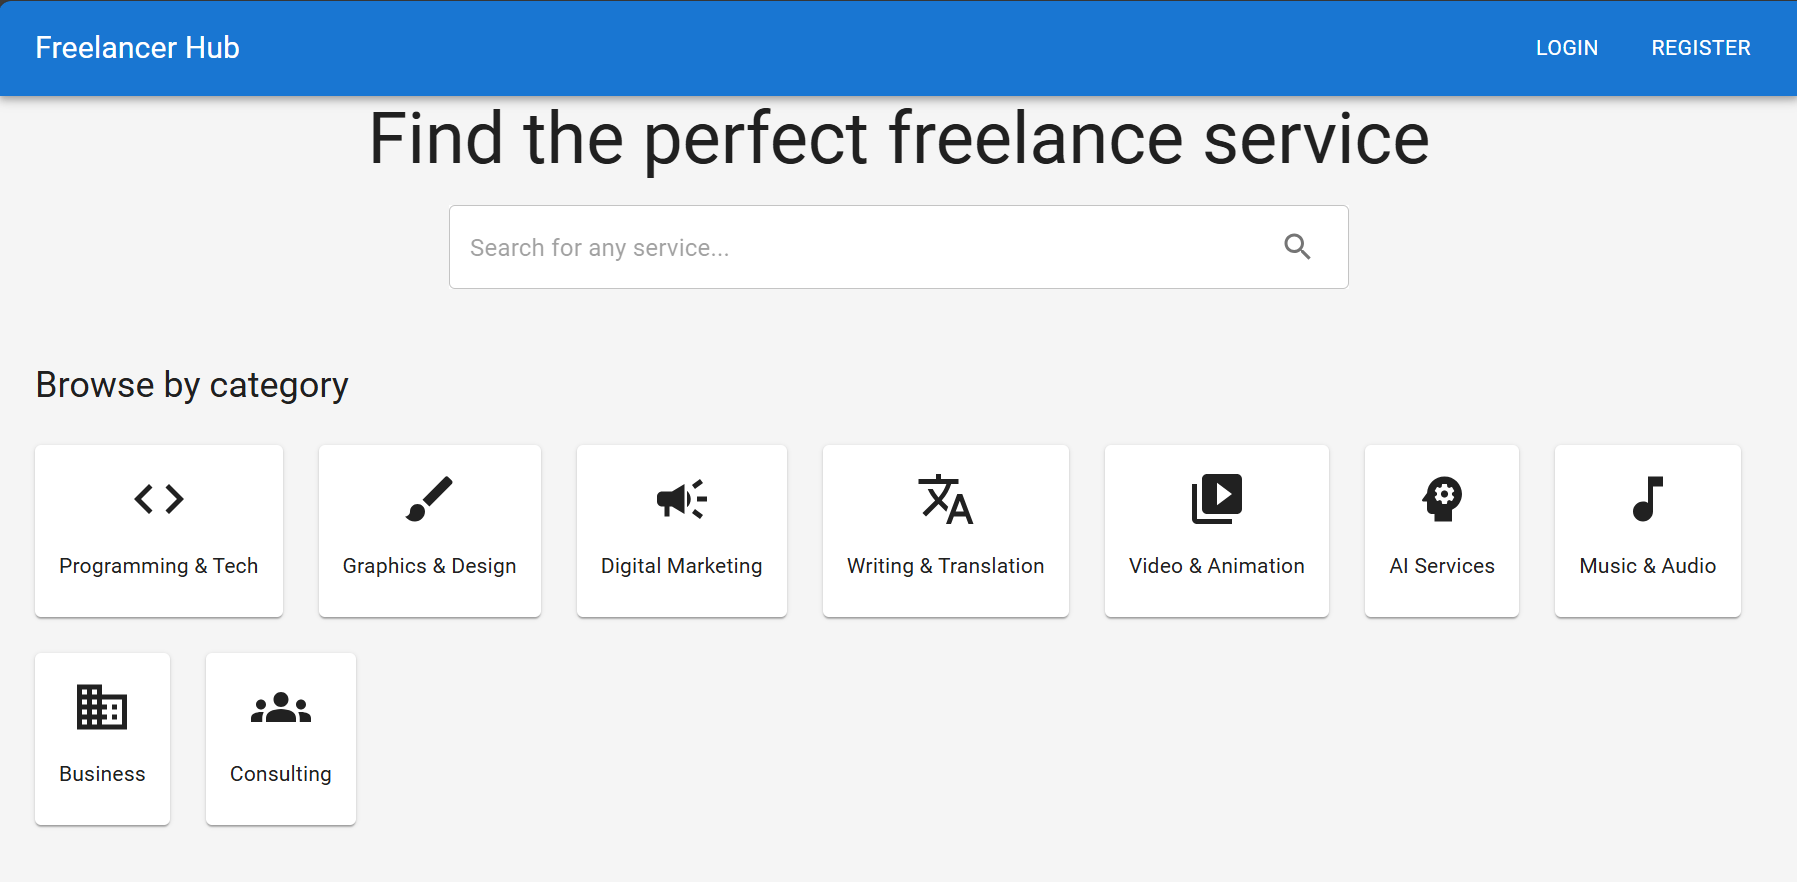 Freelancer Hub
LOGIN
REGISTER
Find the perfect freelance service
Search for any service...
Browse by category
Programming & Tech
Graphics & Design
Digital Marketing
Writing & Translation
Video & Animation
AI Services
Music & Audio
Business
Consulting